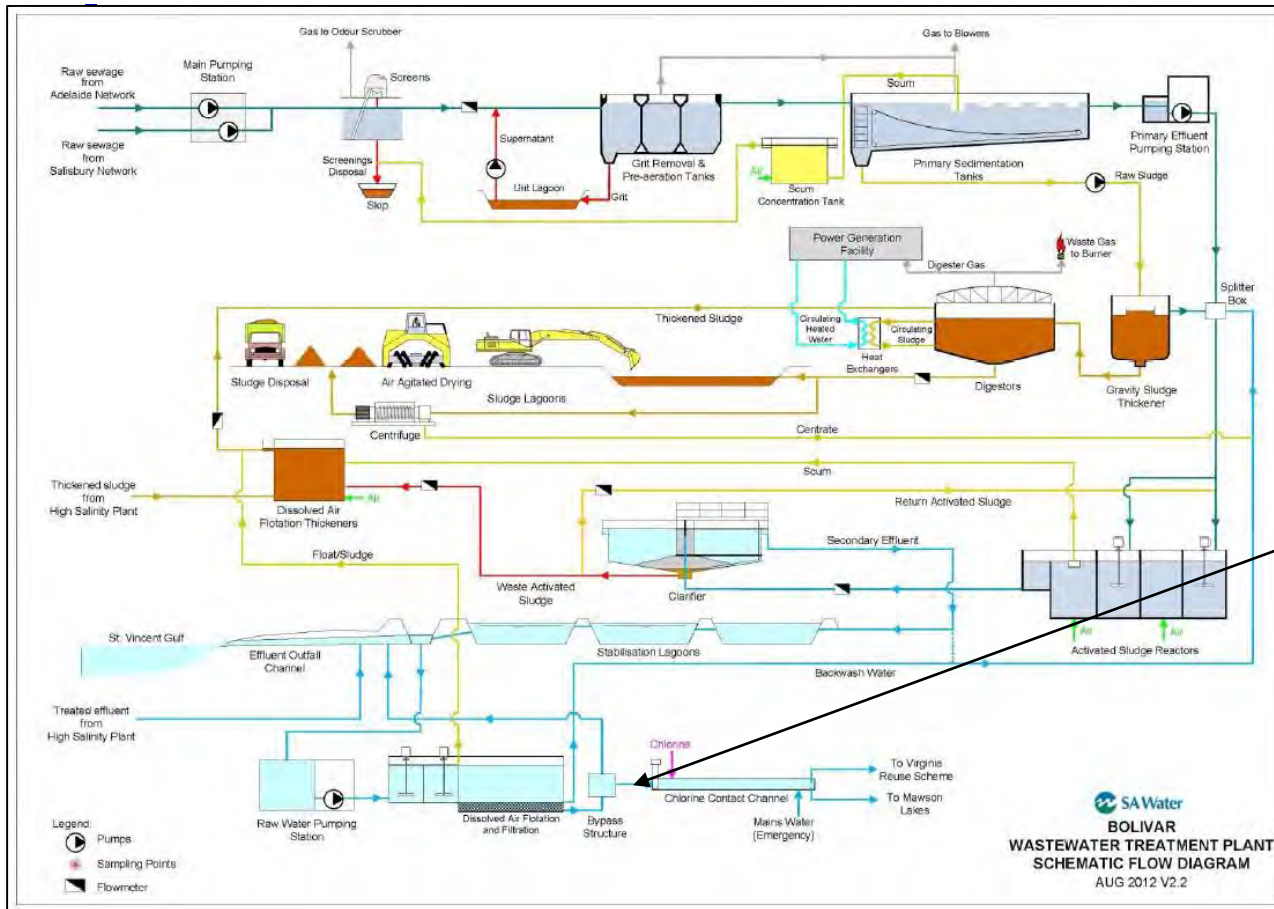 Gas to Odour Scrubber
Gas to Blowers
Main Pumping
Station
Screens
Scum
Raw sewage
from
Adelaide Network
Raw sewage
from
Salisbury Network
Screenings
Disposal
Skip
Supernatant
Grit Lagoon
Grit
Grit Removal &
Pre-aeration Tanks
Air
Scum
Concentration Tank
Primary Sedimentation
Tanks
Primary Effluent
Pumping Station
Raw Sludge
Power Generation
Facility
Digester Gas
Waste Gas
to Burner
Splitter
Box
Thickened Sludge
Circulating
Heated
Water
Circulating
Sludge
Heat
Exchangers
Digestors
Gravity Sludge
Thickener
Sludge Disposal
Air Agitated Drying
Sludge Lagoons
Centrifuge
Centrate
Scum
Thickened sludge
from
High Salinity Plant
Air
Dissolved Air
Flotation Thickeners
Return Activated Sludge
Float/Sludge
Waste Activated
Sludge
Clarifier
Secondary Effluent
Air
Air
Activated Sludge Reactors
St. Vincent Gulf
Effluent Outfall
Channel
Stabilisation Lagoons
Backwash Water
Treated effluent
from
High Salinity Plant
Chlorine
Chlorine Contact Channel
To Virginia
Reuse Scheme
To Mawson
Lakes
Raw Water Pumping
Station
Dissolved Air Flotation
and Filtration
Bypass
Structure
Mains Water
(Emergency)
Legend:
Pumps
Sampling Points
Flowmeter
SA Water
BOLIVAR
WASTEWATER TREATMENT PLANT
SCHEMATIC FLOW DIAGRAM
AUG 2012 V2.2